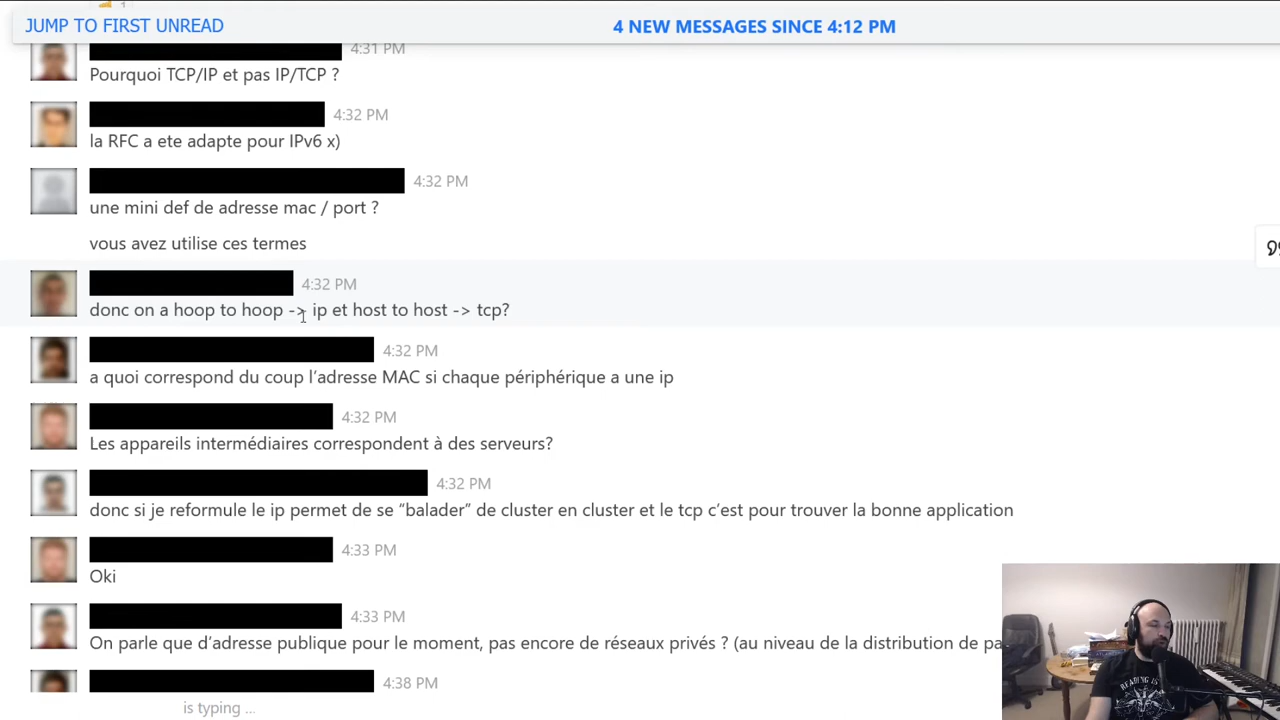 JUMP TO FIRST UNREAD
4 NEW MESSAGES SINCE 4:12 PM
4:31 PM
Pourquoi TCP/IP et pas IP/TCP ?
4:32 PM
la RFC a ete adapte pour IPv6 x)
4:32 PM
une mini def de adresse mac / port ?
vous avez utilise ces termes
4:32 PM
donc on a hoop to hoop -> ip et host to host -> tcp?
4:32 PM
a quoi correspond du coup l’adresse MAC si chaque périphérique a une ip
4:32 PM
Les appareils intermédiaires correspondent à des serveurs?
4:32 PM
donc si je reformule le ip permet de se “balader” de cluster en cluster et le tcp c’est pour trouver la bonne application
4:33 PM
Oki
4:33 PM
On parle que d’adresse publique pour le moment, pas encore de réseaux privés ? (au niveau de la distribution de pa
4:38 PM
is typing ...
READING IS